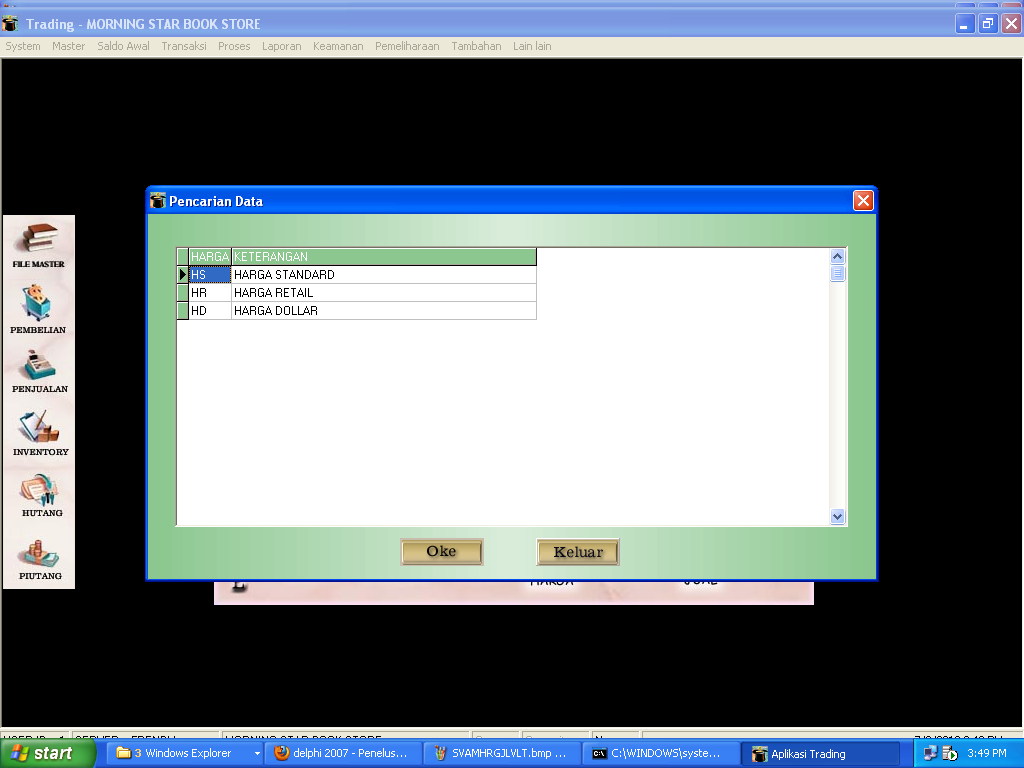 Trading - MORNING STAR BOOK STORE
System Master Saldo Awal Transaksi Proses Laporan Keamanan Pemeliharaan Tambahan Lain lain
Pencarian Data
HARGA KETERANGAN
HS HARGA STANDARD
HR HARGA RETAIL
HD HARGA DOLLAR
Oke Keluar
FILE MASTER
PEMBELIAN
PENJUALAN
INVENTORY
HUTANG
PIUTANG
start 3 Windows Explorer delphi 2007 - Penelus... SVAMHRGJLVLT.bmp ... C:\WINDOWS\syste... Aplikasi Trading 3:49 PM